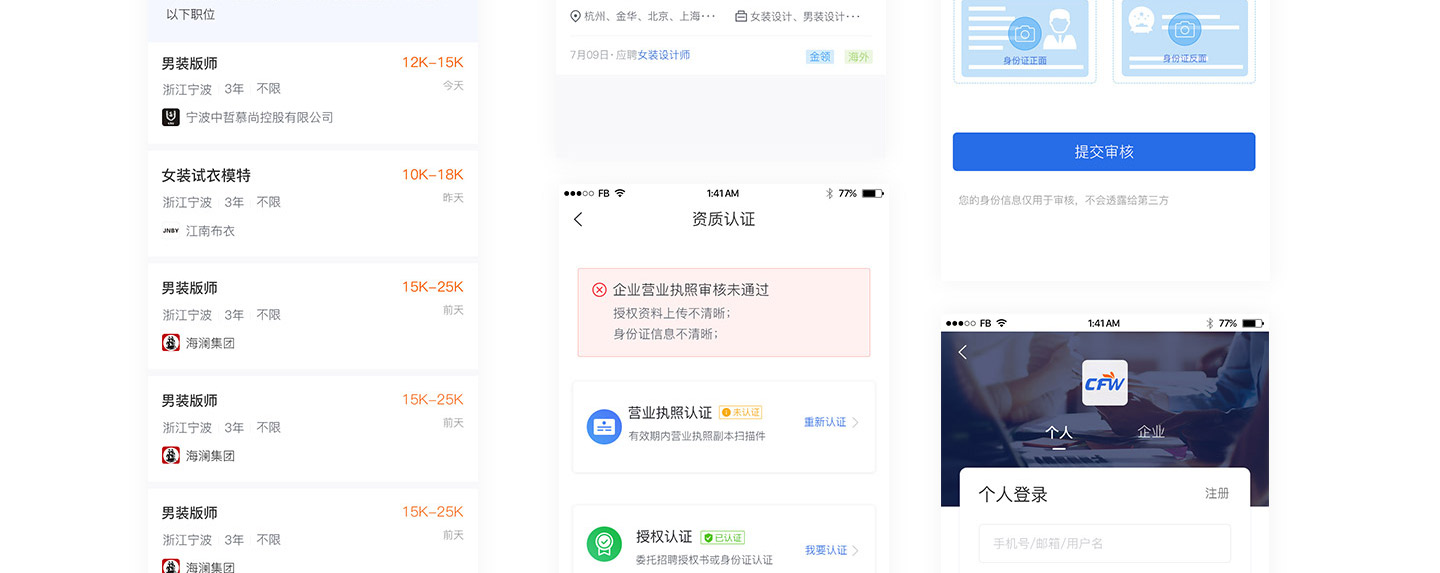 以下职位
男装版师
12K-15K
浙江宁波 3年 不限
今天
宁波中哲慕尚控股有限公司
女装试衣模特
10K-18K
浙江宁波 3年 不限
昨天
JNBY 江南布衣
男装版师
15K-25K
浙江宁波 3年 不限
前天
海澜集团
男装版师
15K-25K
浙江宁波 3年 不限
前天
海澜集团
男装版师
15K-25K
浙江宁波 3年 不限
前天
海澜集团
杭州、金华、北京、上海···
女装设计、男装设计···
7月09日·应聘女装设计师
金领
海外
FB
1:41 AM
77%
资质认证
企业营业执照审核未通过
授权资料上传不清晰;
身份证信息不清晰;
营业执照认证
未认证
有效期内营业执照副本扫描件
重新认证
授权认证
已认证
委托招聘授权书或身份证认证
我要认证
身份证正面
身份证反面
提交审核
您的身份信息仅用于审核，不会透露给第三方
FB
1:41 AM
77%
CFW
个人
企业
个人登录
注册
手机号/邮箱/用户名